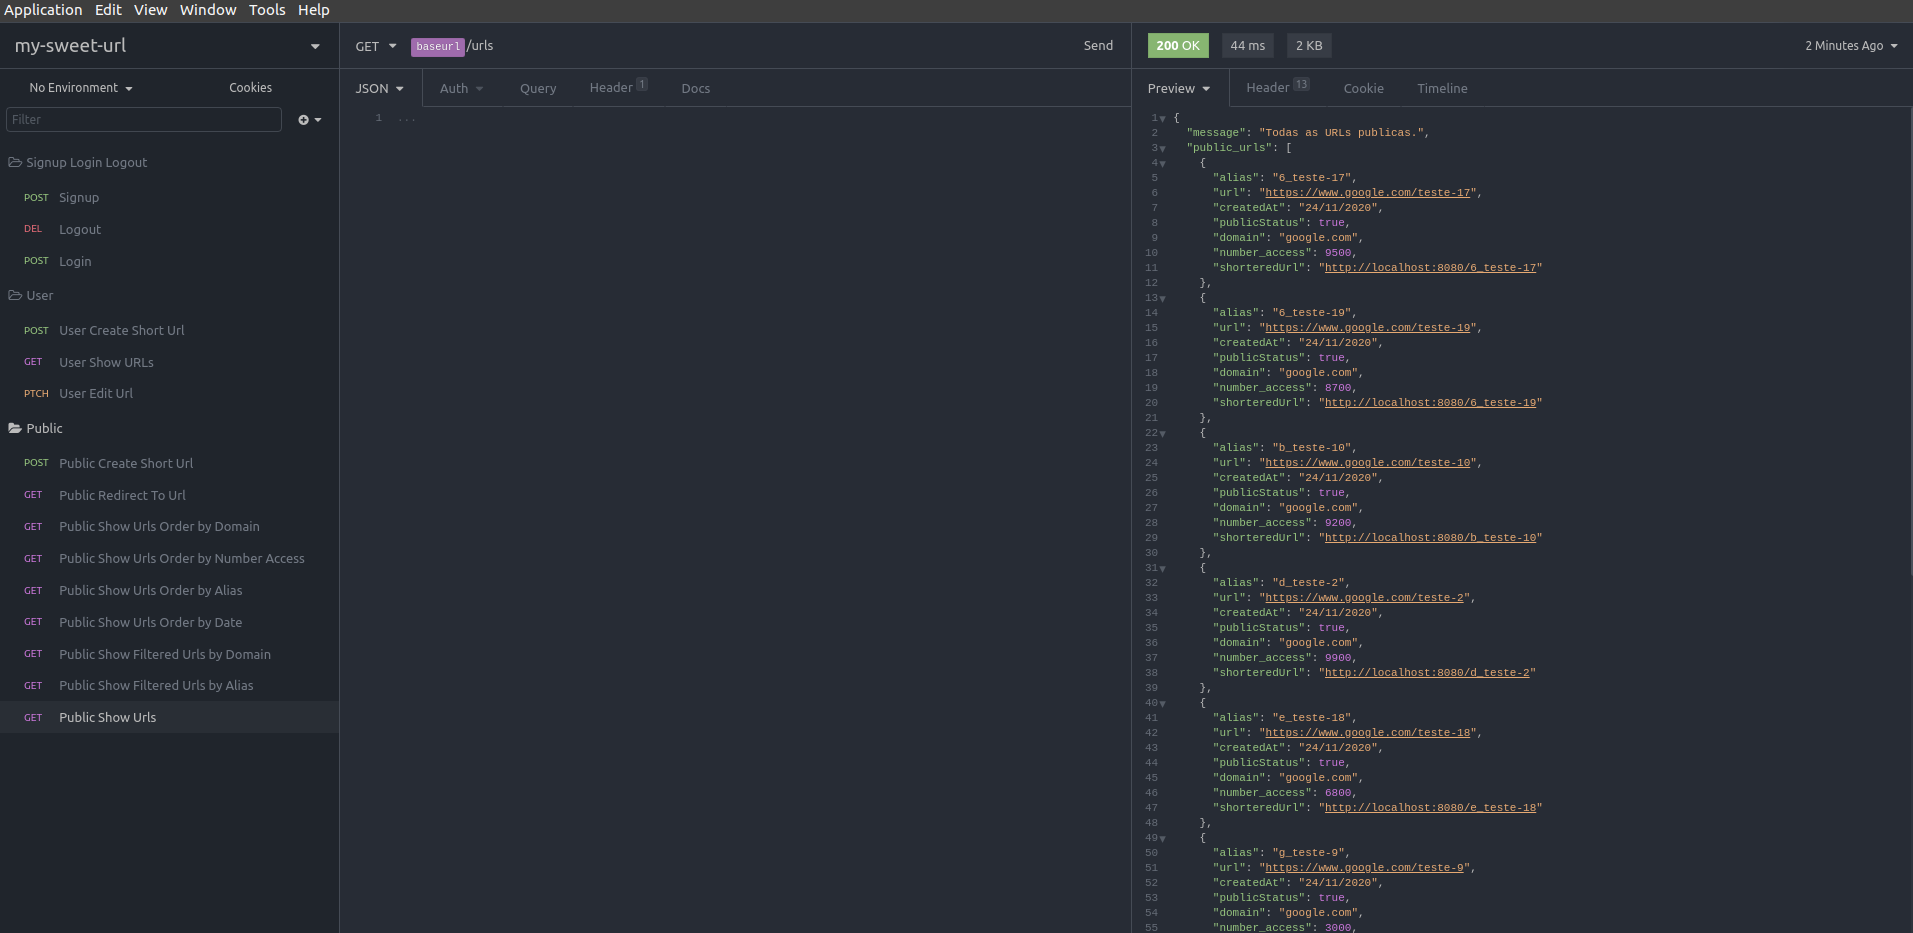 Application Edit View Window Tools Help
my-sweet-url
No Environment Cookies
Filter
Signup Login Logout
POST Signup
DEL Logout
POST Login
User
POST User Create Short Url
GET User Show URLs
PTCH User Edit Url
Public
POST Public Create Short Url
GET Public Redirect To Url
GET Public Show Urls Order by Domain
GET Public Show Urls Order by Number Access
GET Public Show Urls Order by Alias
GET Public Show Urls Order by Date
GET Public Show Filtered Urls by Domain
GET Public Show Filtered Urls by Alias
GET Public Show Urls
GET baseurl/urls Send
JSON Auth Query Header 1 Docs
1 ...
200 OK 44 ms 2 KB 2 Minutes Ago
Preview Header 13 Cookie Timeline
1 {
2 "message": "Todas as URLs publicas.",
3 "public_urls": [
4 {
5 "alias": "6_teste-17",
6 "url": "https://www.google.com/teste-17",
7 "createdAt": "24/11/2020",
8 "publicStatus": true,
9 "domain": "google.com",
10 "number_access": 9500,
11 "shorteredUrl": "http://localhost:8080/6_teste-17"
12 },
13 {
14 "alias": "6_teste-19",
15 "url": "https://www.google.com/teste-19",
16 "createdAt": "24/11/2020",
17 "publicStatus": true,
18 "domain": "google.com",
19 "number_access": 8700,
20 "shorteredUrl": "http://localhost:8080/6_teste-19"
21 },
22 {
23 "alias": "b_teste-10",
24 "url": "https://www.google.com/teste-10",
25 "createdAt": "24/11/2020",
26 "publicStatus": true,
27 "domain": "google.com",
28 "number_access": 9200,
29 "shorteredUrl": "http://localhost:8080/b_teste-10"
30 },
31 {
32 "alias": "d_teste-2",
33 "url": "https://www.google.com/teste-2",
34 "createdAt": "24/11/2020",
35 "publicStatus": true,
36 "domain": "google.com",
37 "number_access": 9900,
38 "shorteredUrl": "http://localhost:8080/d_teste-2"
39 },
40 {
41 "alias": "e_teste-18",
42 "url": "https://www.google.com/teste-18",
43 "createdAt": "24/11/2020",
44 "publicStatus": true,
45 "domain": "google.com",
46 "number_access": 6800,
47 "shorteredUrl": "http://localhost:8080/e_teste-18"
48 },
49 {
50 "alias": "g_teste-9",
51 "url": "https://www.google.com/teste-9",
52 "createdAt": "24/11/2020",
53 "publicStatus": true,
54 "domain": "google.com",
55 "number_access": 3000,